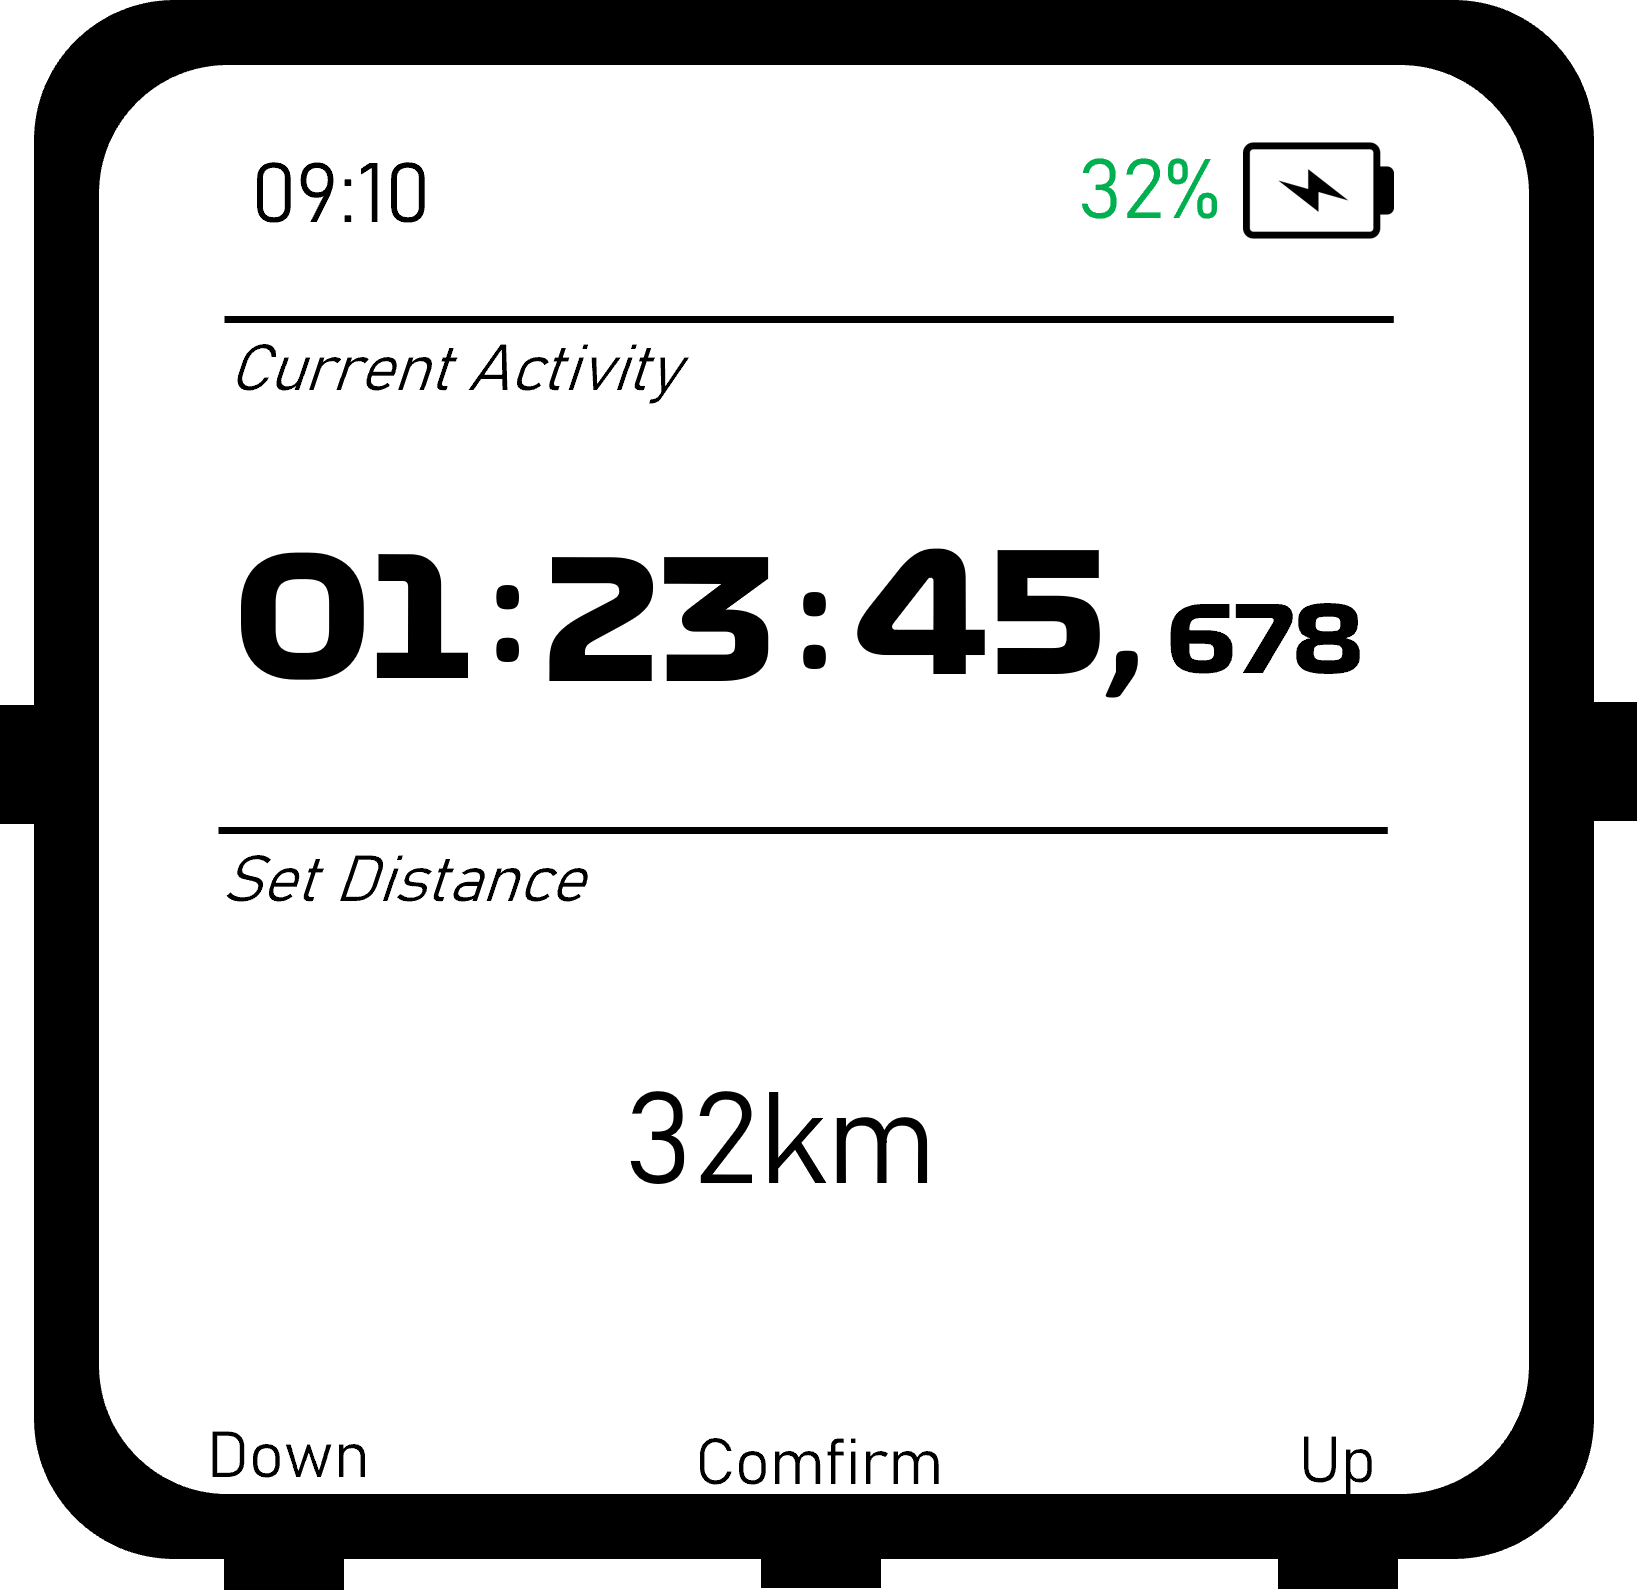 09:10 32%
Current Activity
01:23:45,678
Set Distance
32km
Down Comfirm Up